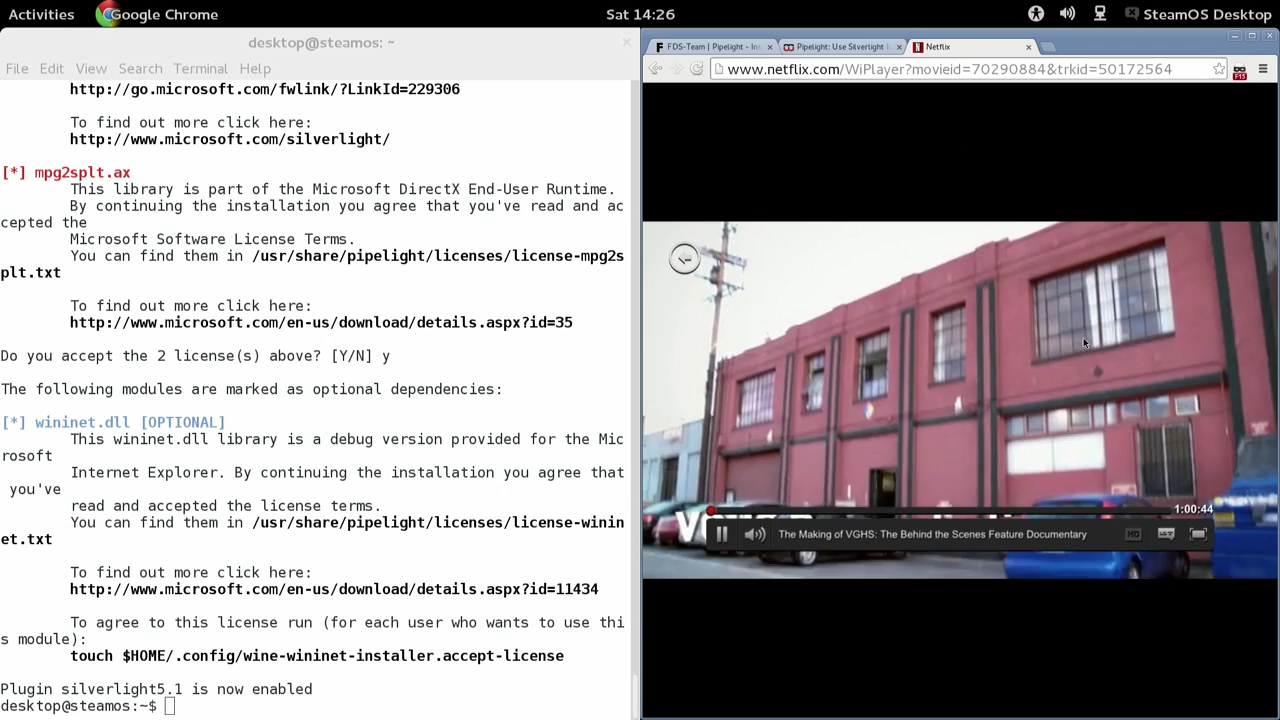 Activities
Google Chrome
Sat 14:26
SteamOS Desktop
desktop@steamos: ~
File Edit View Search Terminal Help
http://go.microsoft.com/fwlink/?LinkId=229306
To find out more click here:
http://www.microsoft.com/silverlight/
[*] mpg2splt.ax
This library is part of the Microsoft DirectX End-User Runtime.
By continuing the installation you agree that you've read and ac
cepted the
Microsoft Software License Terms.
You can find them in /usr/share/pipelight/licenses/license-mpg2s
plt.txt
To find out more click here:
http://www.microsoft.com/en-us/download/details.aspx?id=35
Do you accept the 2 license(s) above? [Y/N] y
The following modules are marked as optional dependencies:
[*] wininet.dll [OPTIONAL]
This wininet.dll library is a debug version provided for the Mic
rosoft
Internet Explorer. By continuing the installation you agree that
you've
read and accepted the license terms.
You can find them in /usr/share/pipelight/licenses/license-winin
et.txt
To find out more click here:
http://www.microsoft.com/en-us/download/details.aspx?id=11434
To agree to this license run (for each user who wants to use thi
s module):
touch $HOME/.config/wine-wininet-installer.accept-license
Plugin silverlight5.1 is now enabled
desktop@steamos:~$
FDS-Team | Pipelight - In
Pipelight: Use Silverlight
Netflix
www.netflix.com/WiPlayer?movieid=70290884&trkid=50172564
1:00:44
The Making of VGHS: The Behind the Scenes Feature Documentary
HD